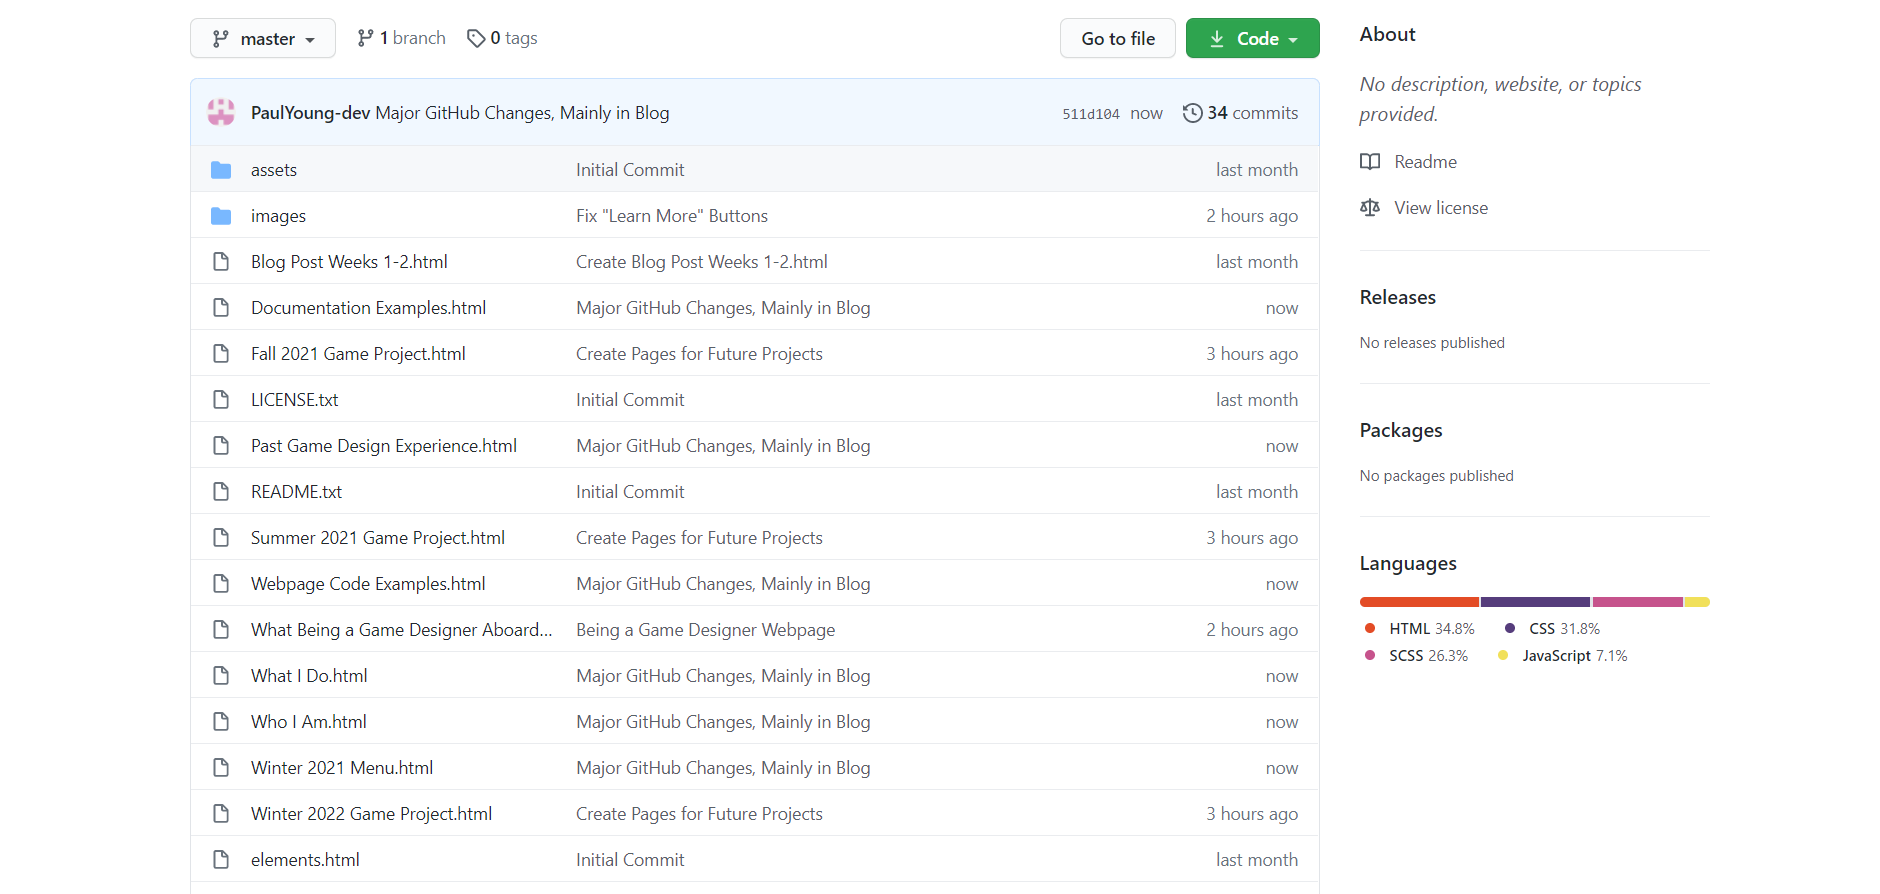 master 1 branch 0 tags Go to file Code
PaulYoung-dev Major GitHub Changes, Mainly in Blog 511d104 now 34 commits
assets Initial Commit last month
images Fix "Learn More" Buttons 2 hours ago
Blog Post Weeks 1-2.html Create Blog Post Weeks 1-2.html last month
Documentation Examples.html Major GitHub Changes, Mainly in Blog now
Fall 2021 Game Project.html Create Pages for Future Projects 3 hours ago
LICENSE.txt Initial Commit last month
Past Game Design Experience.html Major GitHub Changes, Mainly in Blog now
README.txt Initial Commit last month
Summer 2021 Game Project.html Create Pages for Future Projects 3 hours ago
Webpage Code Examples.html Major GitHub Changes, Mainly in Blog now
What Being a Game Designer Aboard... Being a Game Designer Webpage 2 hours ago
What I Do.html Major GitHub Changes, Mainly in Blog now
Who I Am.html Major GitHub Changes, Mainly in Blog now
Winter 2021 Menu.html Major GitHub Changes, Mainly in Blog now
Winter 2022 Game Project.html Create Pages for Future Projects 3 hours ago
elements.html Initial Commit last month
About
No description, website, or topics
provided.
Readme
View license
Releases
No releases published
Packages
No packages published
Languages
HTML 34.8% CSS 31.8%
SCSS 26.3% JavaScript 7.1%